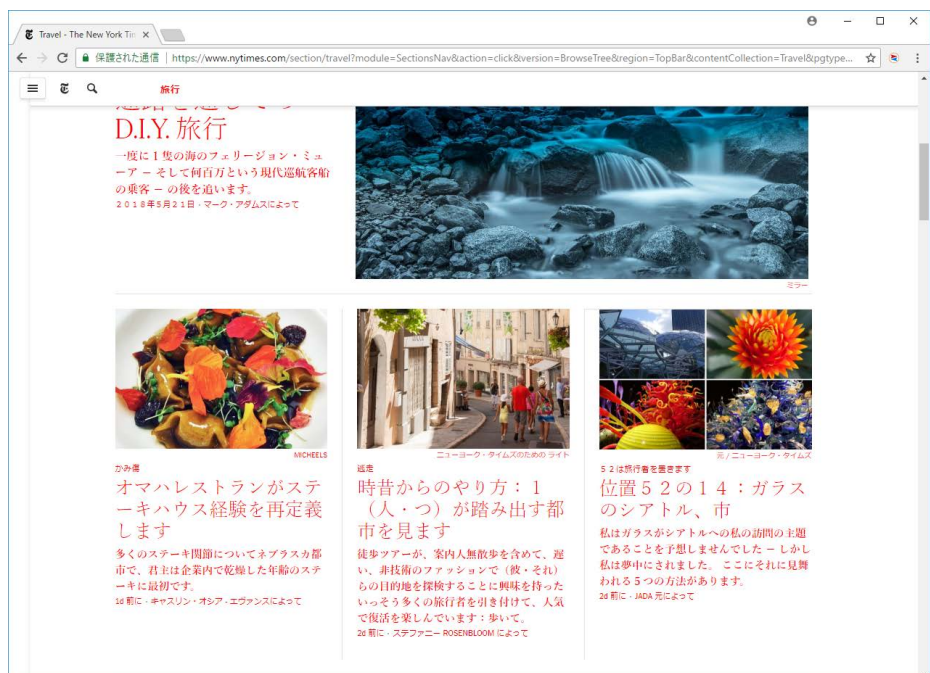 Travel - The New York Tim
保護された通信
https://www.nytimes.com/section/travel?module=SectionsNav&action=click&version=BrowseTree&region=TopBar&contentCollection=Travel&pgtype...
旅行
D.I.Y. 旅行
一度に１隻の海のフェリージョン・ミュ
ーア – そして何百万という現代巡航客船
の乗客 – の後を追います。
２０１８年５月２１日 - マーク・アダムスによって
ミラー
MICHEELS
かみ傷
オマハレストランがステ
ーキハウス経験を再定義
します
多くのステーキ関節についてネブラスカ都
市で、君主は企業内で乾燥した年齢のステ
ーキに最初です。
1d 前に - キャスリン・オシア - エヴァンスによって
ニューヨーク・タイムズのための ライト
逃走
時昔からのやり方：１
（人・つ）が踏み出す都
市を見ます
徒歩ツアーが、案内人無散歩を含めて、遅
い、非技術のファッションで（彼・それ）
らの目的地を探検することに興味を持った
いっそう多くの旅行者を引き付けて、人気
で復活を楽しんでいます：歩いて。
2d 前に - ステファニー ROSENBLOOM によって
元 / ニューヨーク・タイムズ
５２は旅行者を置きます
位置５２の１４：ガラス
のシアトル、市
私はガラスがシアトルへの私の訪問の主題
であることを予想しませんでした – しかし
私は夢中にされました。 ここにそれに見舞
われる５つの方法があります。
2d 前に - JADA 元によって